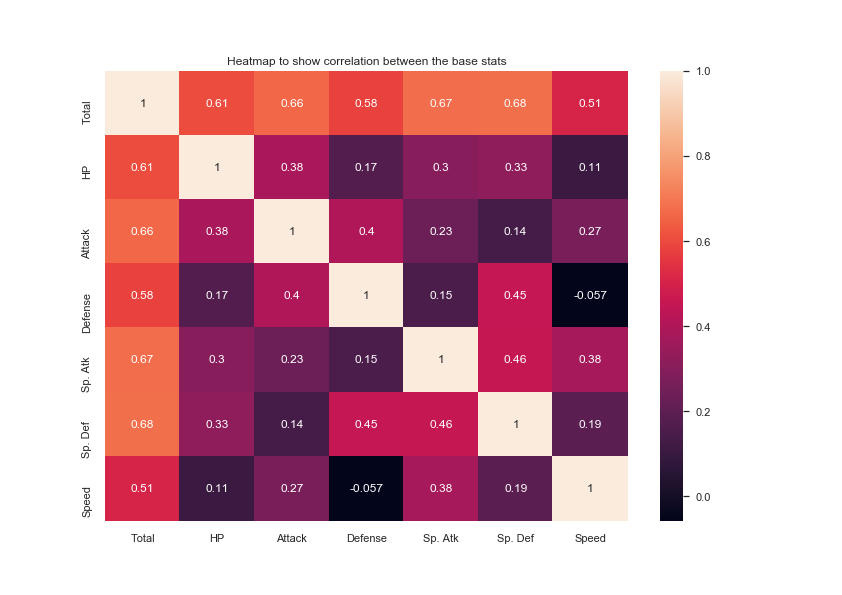 Heatmap to show correlation between the base stats
Total 1 0.61 0.66 0.58 0.67 0.68 0.51
HP 0.61 1 0.38 0.17 0.3 0.33 0.11
Attack 0.66 0.38 1 0.4 0.23 0.14 0.27
Defense 0.58 0.17 0.4 1 0.15 0.45 -0.057
Sp. Atk 0.67 0.3 0.23 0.15 1 0.46 0.38
Sp. Def 0.68 0.33 0.14 0.45 0.46 1 0.19
Speed 0.51 0.11 0.27 -0.057 0.38 0.19 1
Total HP Attack Defense Sp. Atk Sp. Def Speed
1.0
0.8
0.6
0.4
0.2
0.0